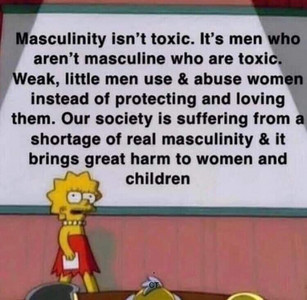 Masculinity isn't toxic. It's men who
aren't masculine who are toxic.
Weak, little men use & abuse women
instead of protecting and loving
them. Our society is suffering from a
shortage of real masculinity & it
brings great harm to women and
children